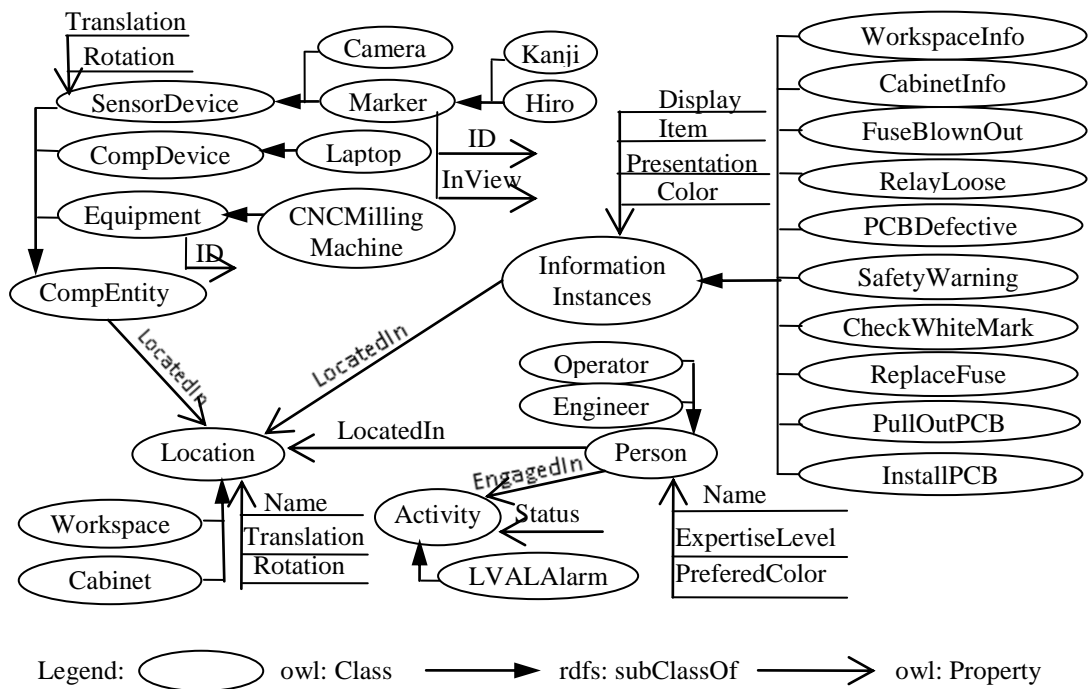 Translation
Rotation
SensorDevice
Camera
Marker
Kanji
Hiro
CompDevice
Laptop
ID
InView
Equipment
CNCMilling
Machine
ID
CompEntity
Display
Item
Presentation
Color
Information
Instances
WorkspaceInfo
CabinetInfo
FuseBlownOut
RelayLoose
PCBDefective
SafetyWarning
CheckWhiteMark
ReplaceFuse
PullOutPCB
InstallPCB
LocatedIn
LocatedIn
Operator
Engineer
LocatedIn
Location
Person
EngagedIn
Workspace
Cabinet
Name
Translation
Rotation
Activity
Status
LVALAlarm
Name
ExpertiseLevel
PreferedColor
Legend: owl: Class rdfs: subClassOf owl: Property